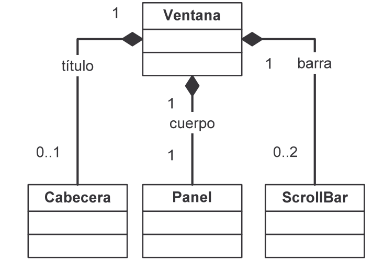 1 Ventana
título 1 barra
1
cuerpo
0..1 1 0..2
Cabecera Panel ScrollBar